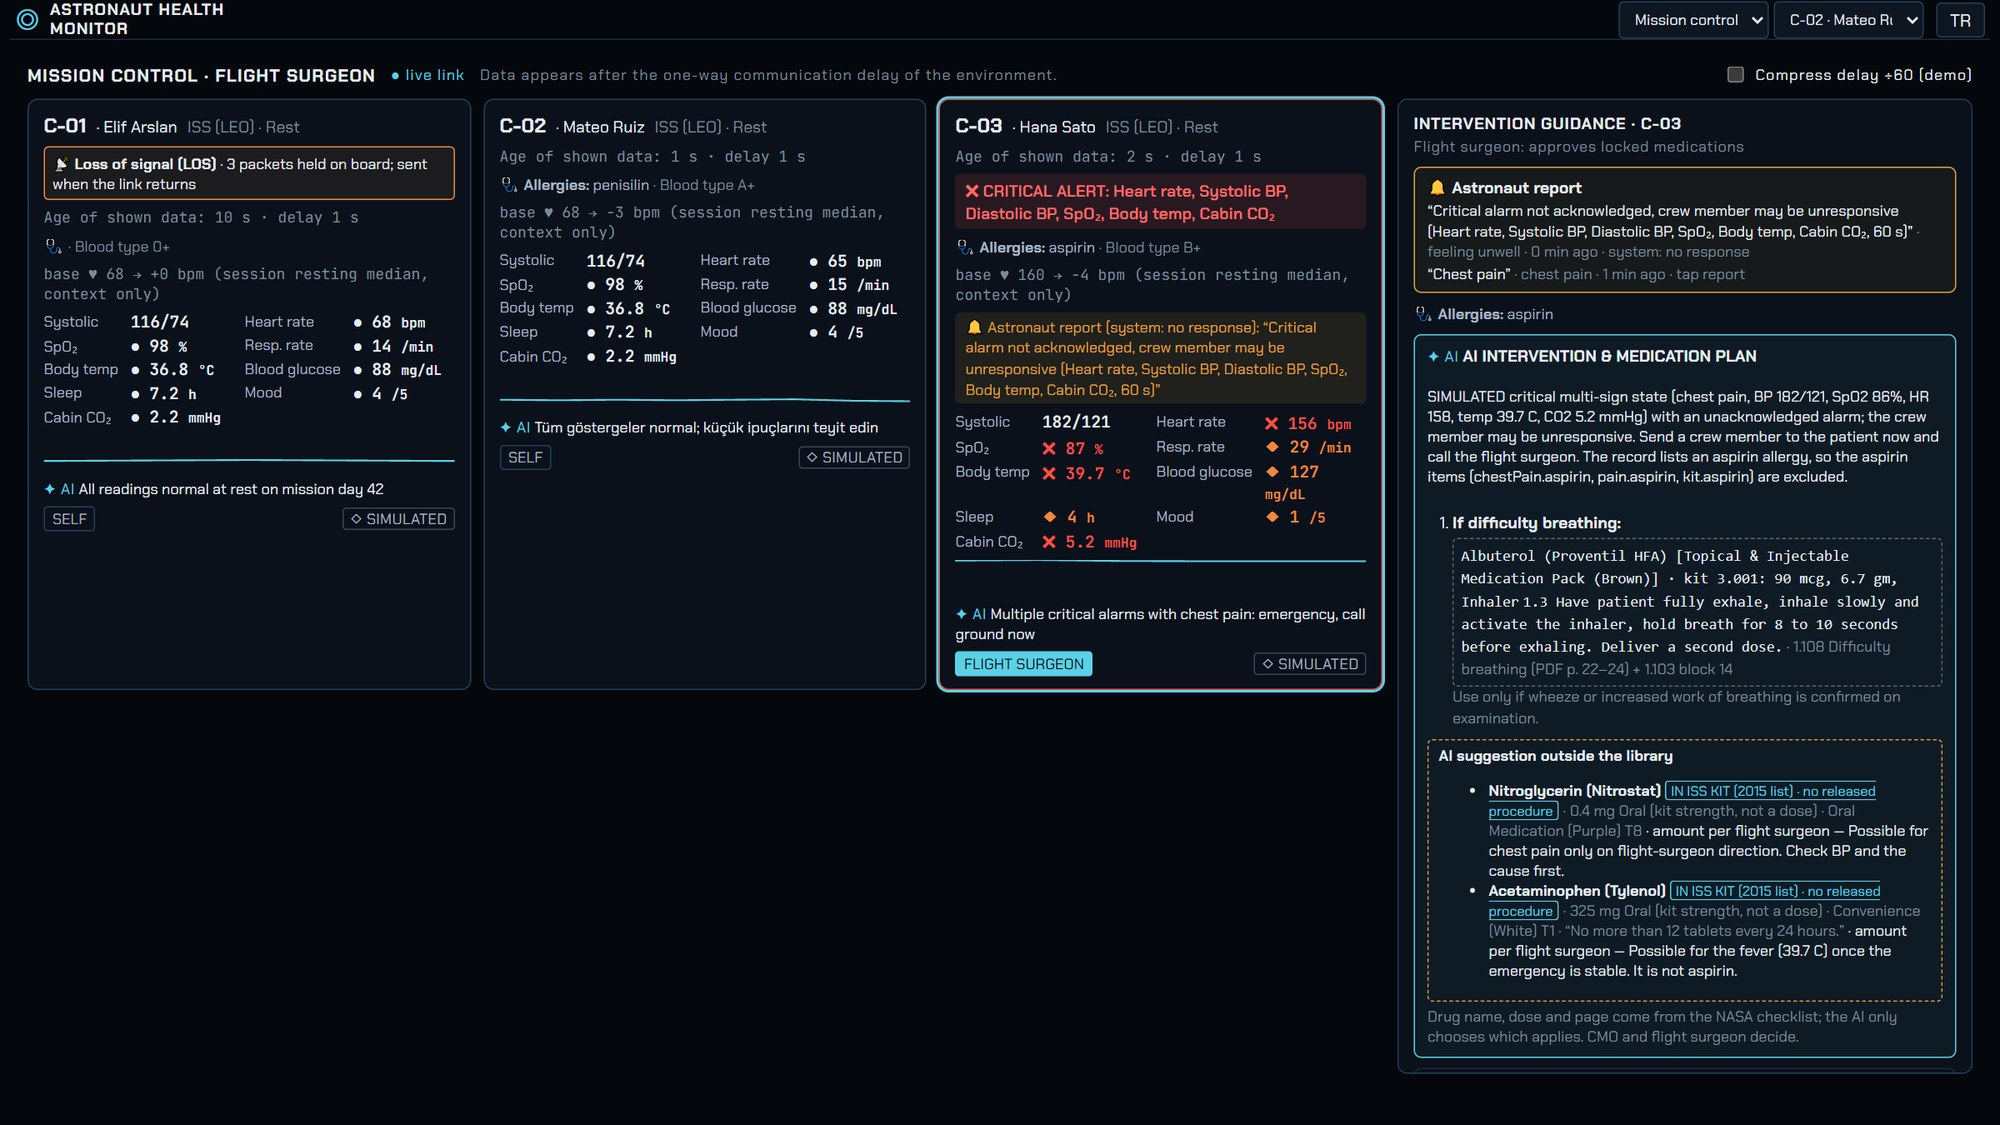 ASTRONAUT HEALTH
MONITOR
Mission control
C-02 · Mateo Ru
TR
MISSION CONTROL · FLIGHT SURGEON
● live link
Data appears after the one-way communication delay of the environment.
Compress delay ÷60 (demo)
C-01 · Elif Arslan ISS (LEO) · Rest
Loss of signal (LOS) · 3 packets held on board; sent
when the link returns
Age of shown data: 10 s · delay 1 s
· Blood type 0+
base ♥ 68 → +0 bpm (session resting median,
context only)
Systolic 116/74 Heart rate ● 68 bpm
SpO₂ ● 98 % Resp. rate ● 14 /min
Body temp ● 36.8 °C Blood glucose ● 88 mg/dL
Sleep ● 7.2 h Mood ● 4 /5
Cabin CO₂ ● 2.2 mmHg
✦ AI All readings normal at rest on mission day 42
SELF
◇ SIMULATED
C-02 · Mateo Ruiz ISS (LEO) · Rest
Age of shown data: 1 s · delay 1 s
Allergies: penisilin · Blood type A+
base ♥ 68 → -3 bpm (session resting median,
context only)
Systolic 116/74 Heart rate ● 65 bpm
SpO₂ ● 98 % Resp. rate ● 15 /min
Body temp ● 36.8 °C Blood glucose ● 88 mg/dL
Sleep ● 7.2 h Mood ● 4 /5
Cabin CO₂ ● 2.2 mmHg
✦ AI Tüm göstergeler normal; küçük ipuçlarını teyit edin
SELF
◇ SIMULATED
C-03 · Hana Sato ISS (LEO) · Rest
Age of shown data: 2 s · delay 1 s
✕ CRITICAL ALERT: Heart rate, Systolic BP,
Diastolic BP, SpO₂, Body temp, Cabin CO₂
Allergies: aspirin · Blood type B+
base ♥ 160 → -4 bpm (session resting median,
context only)
Astronaut report (system: no response): “Critical
alarm not acknowledged, crew member may be
unresponsive (Heart rate, Systolic BP, Diastolic BP, SpO₂,
Body temp, Cabin CO₂, 60 s)”
Systolic 182/121 Heart rate ✕ 156 bpm
SpO₂ ✕ 87 % Resp. rate ◆ 29 /min
Body temp ✕ 39.7 °C Blood glucose ◆ 127
mg/dL
Sleep ◆ 4 h Mood ◆ 1 /5
Cabin CO₂ ✕ 5.2 mmHg
✦ AI Multiple critical alarms with chest pain: emergency, call
ground now
FLIGHT SURGEON
◇ SIMULATED
INTERVENTION GUIDANCE · C-03
Flight surgeon: approves locked medications
Astronaut report
“Critical alarm not acknowledged, crew member may be unresponsive
(Heart rate, Systolic BP, Diastolic BP, SpO₂, Body temp, Cabin CO₂, 60 s)” ·
feeling unwell · 0 min ago · system: no response
“Chest pain” · chest pain · 1 min ago · tap report
Allergies: aspirin
✦ AI AI INTERVENTION & MEDICATION PLAN
SIMULATED critical multi-sign state (chest pain, BP 182/121, SpO2 86%, HR
158, temp 39.7 C, CO2 5.2 mmHg) with an unacknowledged alarm; the crew
member may be unresponsive. Send a crew member to the patient now and
call the flight surgeon. The record lists an aspirin allergy, so the aspirin
items (chestPain.aspirin, pain.aspirin, kit.aspirin) are excluded.
1. If difficulty breathing:
Albuterol (Proventil HFA) [Topical & Injectable
Medication Pack (Brown)] · kit 3.001: 90 mcg, 6.7 gm,
Inhaler 1.3 Have patient fully exhale, inhale slowly and
activate the inhaler, hold breath for 8 to 10 seconds
before exhaling. Deliver a second dose. · 1.108 Difficulty
breathing (PDF p. 22–24) + 1.103 block 14
Use only if wheeze or increased work of breathing is confirmed on
examination.
AI suggestion outside the library
• Nitroglycerin (Nitrostat) IN ISS KIT (2015 list) · no released
procedure · 0.4 mg Oral (kit strength, not a dose) · Oral
Medication (Purple) T8 · amount per flight surgeon — Possible for
chest pain only on flight-surgeon direction. Check BP and the
cause first.
• Acetaminophen (Tylenol) IN ISS KIT (2015 list) · no released
procedure · 325 mg Oral (kit strength, not a dose) · Convenience
(White) T1 · “No more than 12 tablets every 24 hours.” · amount
per flight surgeon — Possible for the fever (39.7 C) once the
emergency is stable. It is not aspirin.
Drug name, dose and page come from the NASA checklist; the AI only
chooses which applies. CMO and flight surgeon decide.